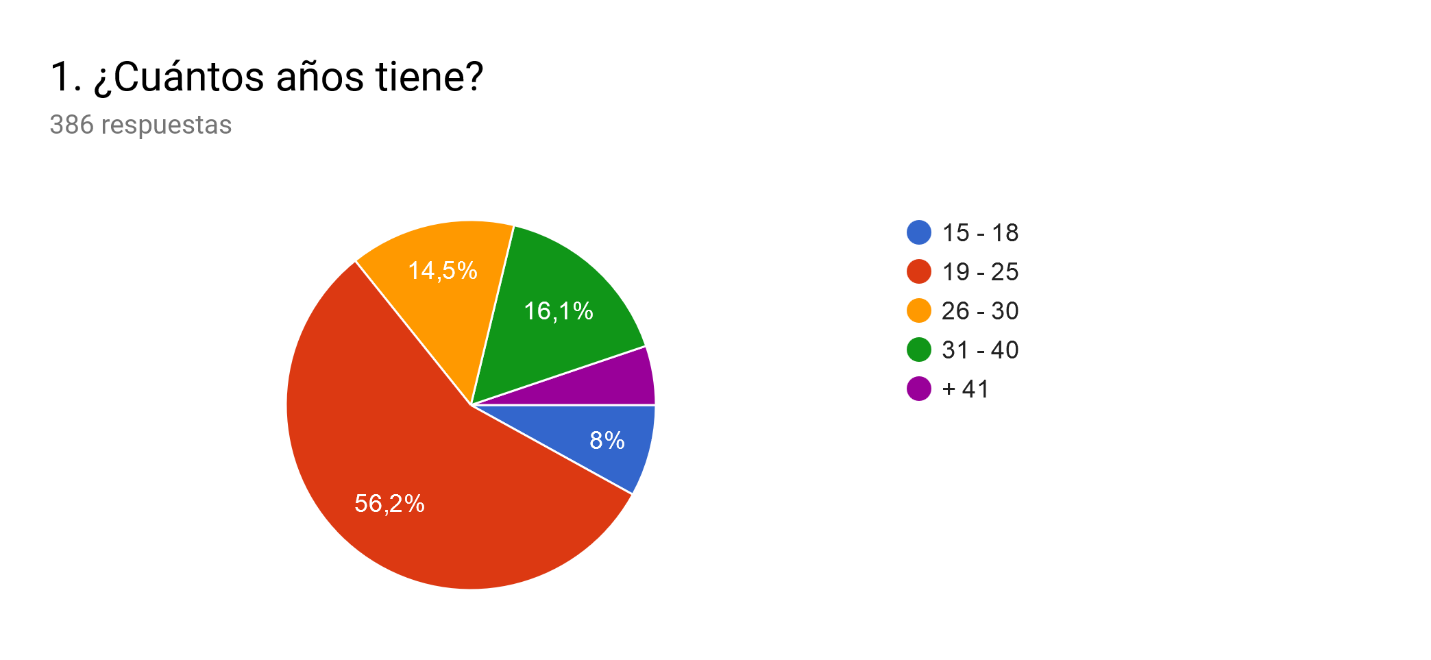 1. ¿Cuántos años tiene?
386 respuestas
14,5%
16,1%
8%
56,2%
15 - 18
19 - 25
26 - 30
31 - 40
+ 41